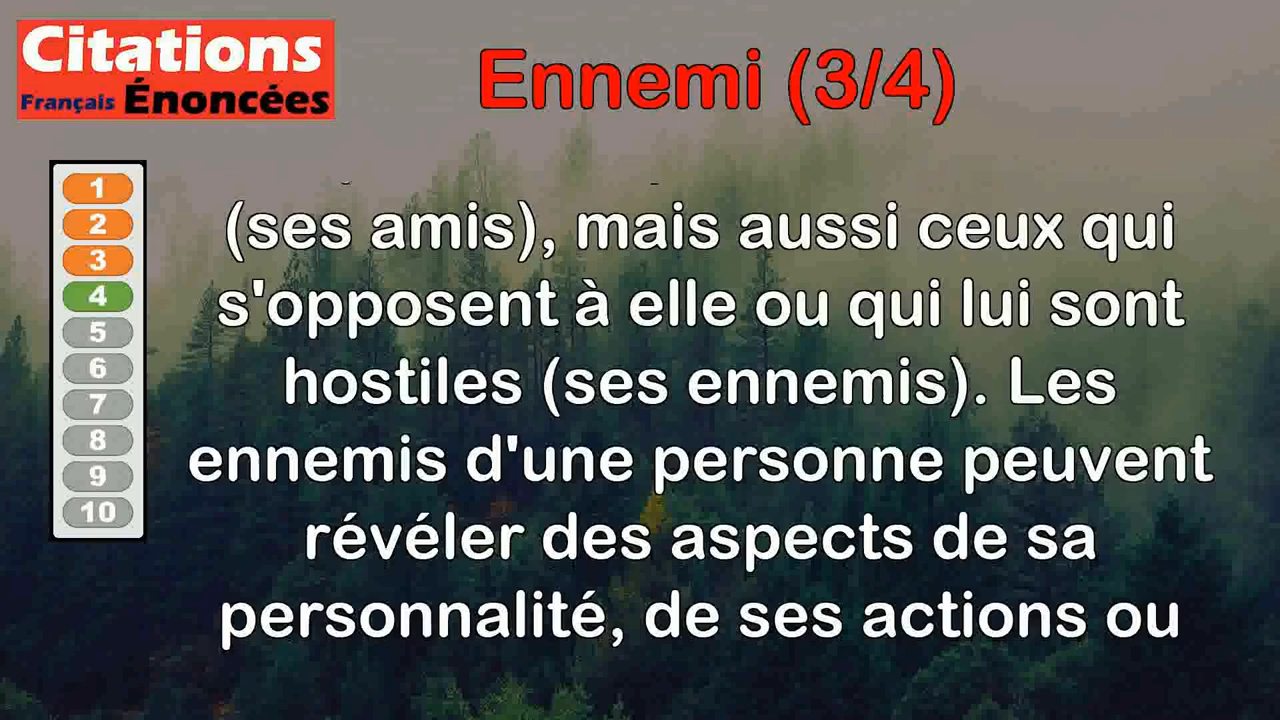 Citations
Français Énoncées
Ennemi (3/4)
1
2
3
4
5
6
7
8
9
10
(ses amis), mais aussi ceux qui
s'opposent à elle ou qui lui sont
hostiles (ses ennemis). Les
ennemis d'une personne peuvent
révéler des aspects de sa
personnalité, de ses actions ou